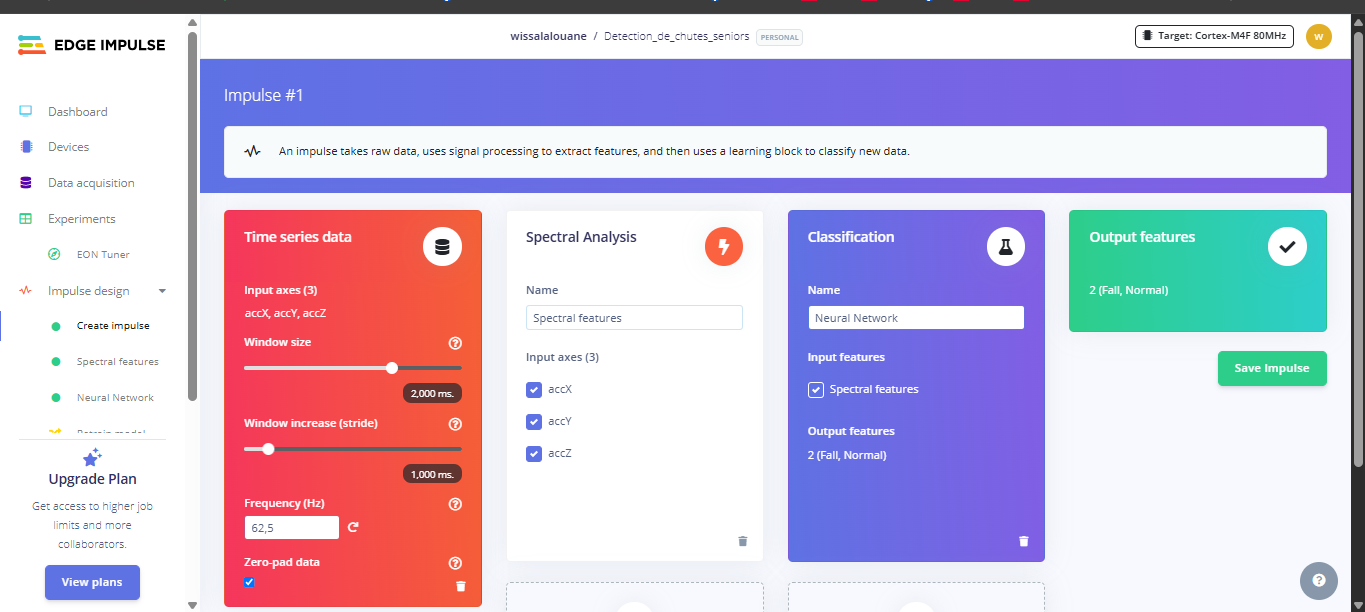 EDGE IMPULSE
wissalalouane / Detection_de_chutes_seniors PERSONAL
Target: Cortex-M4F 80MHz
W
Dashboard
Devices
Data acquisition
Experiments
EON Tuner
Impulse design
Create impulse
Spectral features
Neural Network
Retrain model
Upgrade Plan
Get access to higher job
limits and more
collaborators.
View plans
Impulse #1
An impulse takes raw data, uses signal processing to extract features, and then uses a learning block to classify new data.
Time series data
Input axes (3)
accX, accY, accZ
Window size
2,000 ms.
Window increase (stride)
1,000 ms.
Frequency (Hz)
62,5
Zero-pad data
Spectral Analysis
Name
Spectral features
Input axes (3)
accX
accY
accZ
Classification
Name
Neural Network
Input features
Spectral features
Output features
2 (Fall, Normal)
Output features
2 (Fall, Normal)
Save Impulse